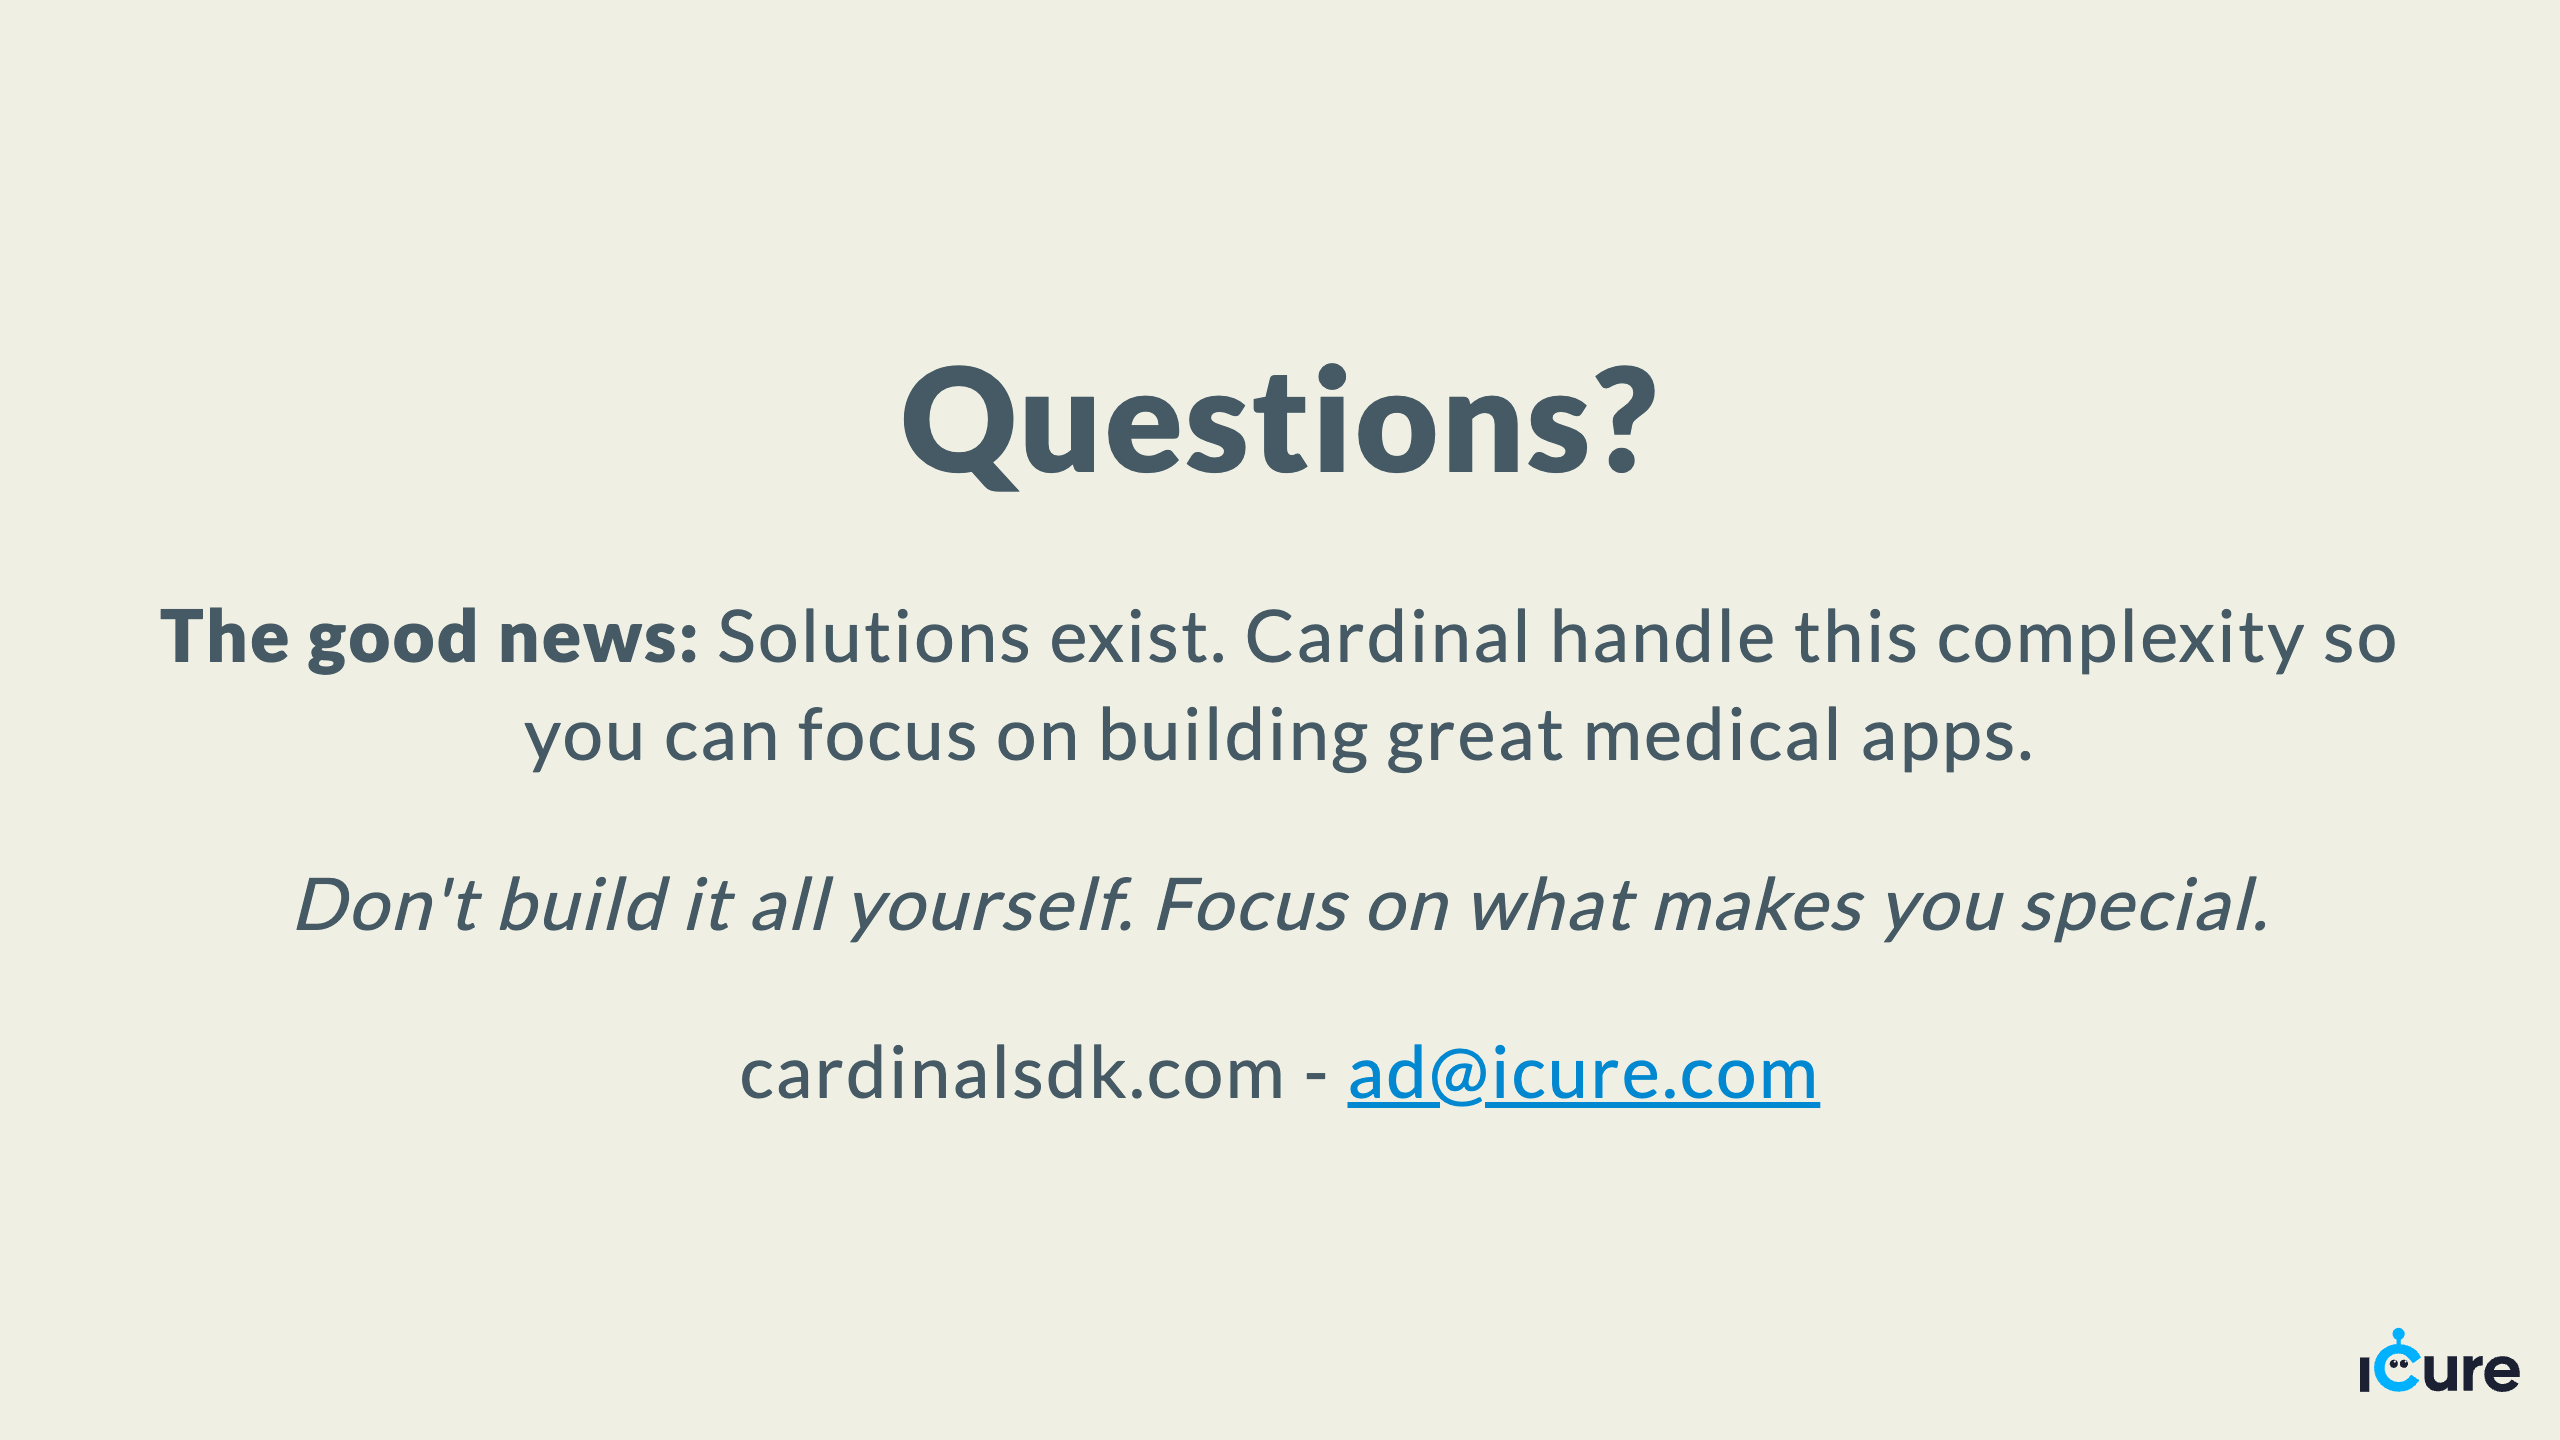 Questions?
The good news: Solutions exist. Cardinal handle this complexity so
you can focus on building great medical apps.
Don't build it all yourself. Focus on what makes you special.
cardinalsdk.com - ad@icure.com
iCure